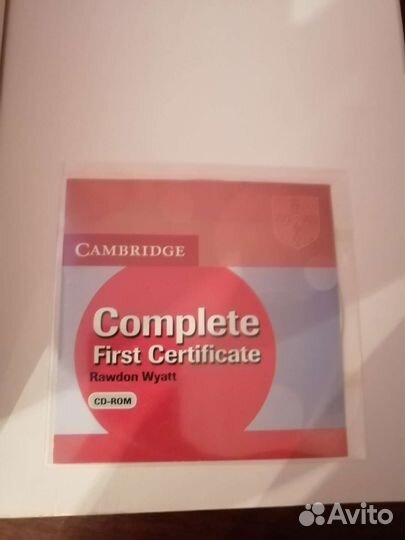 CAMBRIDGE
Complete
First Certificate
Rawdon Wyatt
CD-ROM
Avito